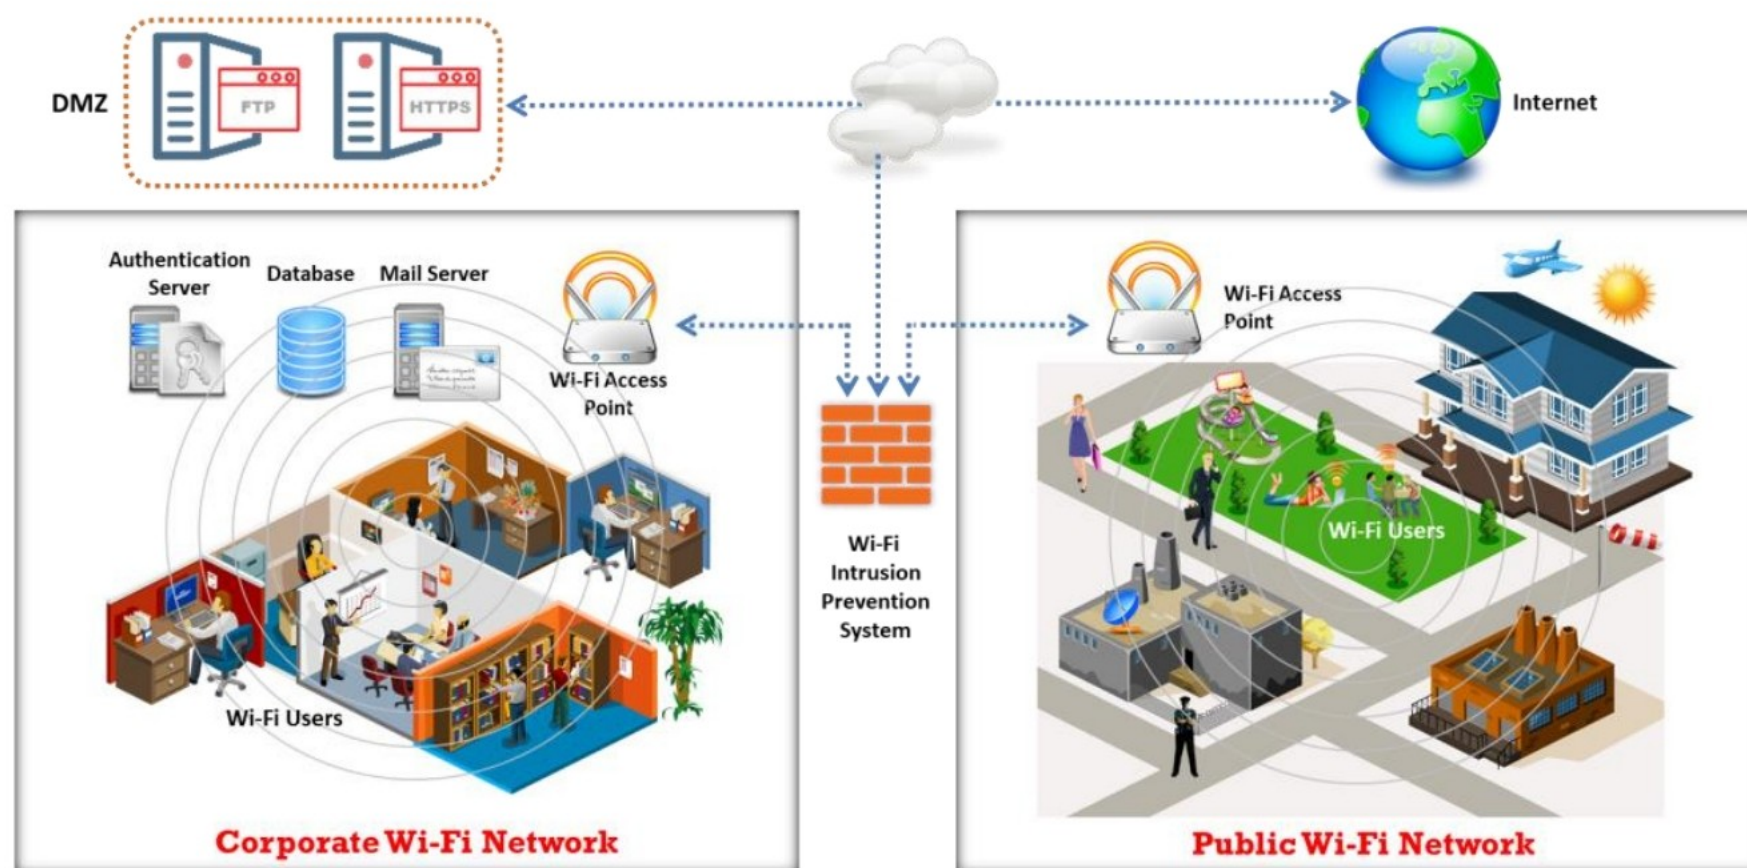 DMZ
FTP
HTTPS
Internet
Authentication
Server
Database
Mail Server
Wi-Fi Access
Point
Wi-Fi Users
Corporate Wi-Fi Network
Wi-Fi
Intrusion
Prevention
System
Wi-Fi Access
Point
Wi-Fi Users
Public Wi-Fi Network